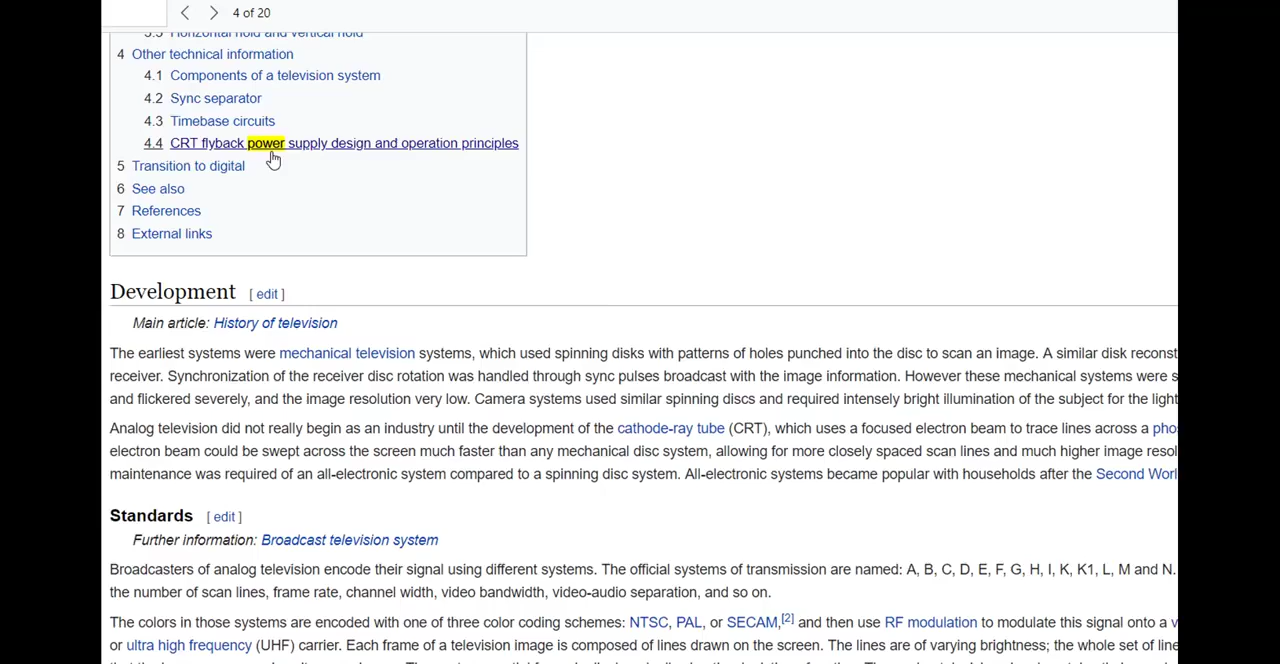 4 of 20
3.5 Horizontal hold and vertical hold
4 Other technical information
4.1 Components of a television system
4.2 Sync separator
4.3 Timebase circuits
4.4 CRT flyback power supply design and operation principles
5 Transition to digital
6 See also
7 References
8 External links
Development [ edit ]
Main article: History of television
The earliest systems were mechanical television systems, which used spinning disks with patterns of holes punched into the disc to scan an image. A similar disk reconst
receiver. Synchronization of the receiver disc rotation was handled through sync pulses broadcast with the image information. However these mechanical systems were s
and flickered severely, and the image resolution very low. Camera systems used similar spinning discs and required intensely bright illumination of the subject for the light
Analog television did not really begin as an industry until the development of the cathode-ray tube (CRT), which uses a focused electron beam to trace lines across a pho
electron beam could be swept across the screen much faster than any mechanical disc system, allowing for more closely spaced scan lines and much higher image resol
maintenance was required of an all-electronic system compared to a spinning disc system. All-electronic systems became popular with households after the Second Worl
Standards [ edit ]
Further information: Broadcast television system
Broadcasters of analog television encode their signal using different systems. The official systems of transmission are named: A, B, C, D, E, F, G, H, I, K, K1, L, M and N.
the number of scan lines, frame rate, channel width, video bandwidth, video-audio separation, and so on.
The colors in those systems are encoded with one of three color coding schemes: NTSC, PAL, or SECAM,[2] and then use RF modulation to modulate this signal onto a v
or ultra high frequency (UHF) carrier. Each frame of a television image is composed of lines drawn on the screen. The lines are of varying brightness; the whole set of line